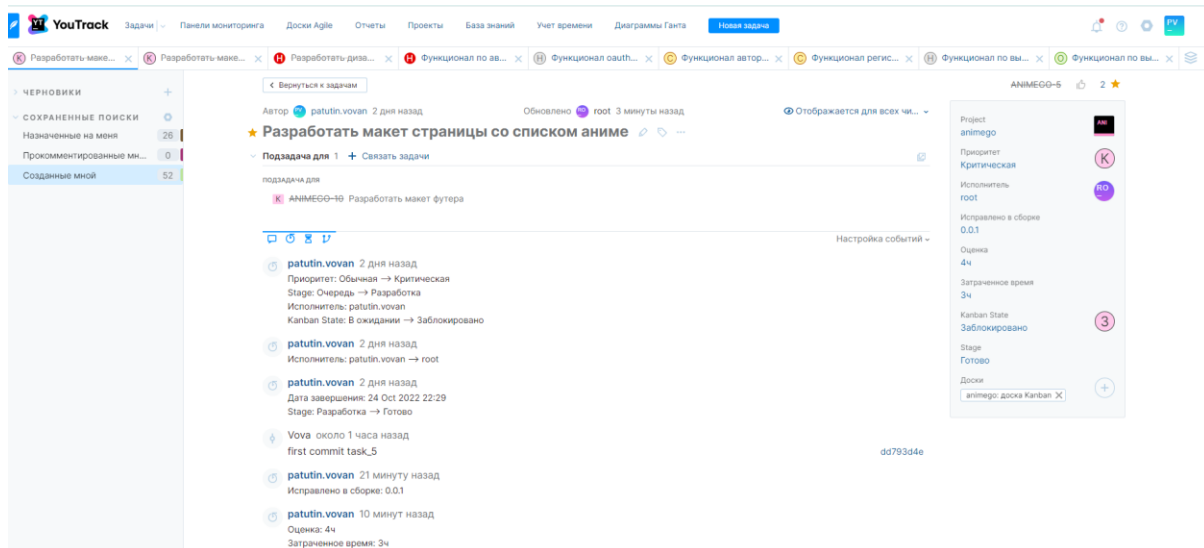 YT YouTrack Задачи Панели мониторинга Доски Agile Отчеты Проекты База знаний Учет времени Диаграммы Ганта Новая задача PV
К Разработать маке... К Разработать маке... Н Разработать диза... Н Функционал по ав... Н Функционал oauth... С Функционал автор... С Функционал регис... Н Функционал по вы... О Функционал по вы...
ЧЕРНОВИКИ
СОХРАНЕННЫЕ ПОИСКИ
Назначенные на меня 26
Прокомментированные мн... 0
Созданные мной 52
Вернуться к задачам
ANIMEGO-5 2
Автор patutin.vovan 2 дня назад Обновлено root 3 минуты назад Отображается для всех чи...
Разработать макет страницы со списком аниме
Подзадача для 1 + Связать задачи
ПОДЗАДАЧА ДЛЯ
К ANIMEGO-10 Разработать макет футера
Настройка событий
patutin.vovan 2 дня назад
Приоритет: Обычная → Критическая
Stage: Очередь → Разработка
Исполнитель: patutin.vovan
Kanban State: В ожидании → Заблокировано
patutin.vovan 2 дня назад
Исполнитель: patutin.vovan → root
patutin.vovan 2 дня назад
Дата завершения: 24 Oct 2022 22:29
Stage: Разработка → Готово
Vova около 1 часа назад
first commit task_5 dd793d4e
patutin.vovan 21 минуту назад
Исправлено в сборке: 0.0.1
patutin.vovan 10 минут назад
Оценка: 4ч
Затраченное время: 3ч
Project
animego ANI
Приоритет
Критическая К
Исполнитель
root RO
Исправлено в сборке
0.0.1
Оценка
4ч
Затраченное время
3ч
Kanban State
Заблокировано З
Stage
Готово
Доски
animego: доска Kanban